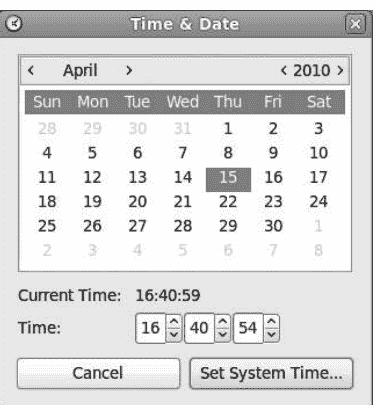 Time & Date
< April > < 2010 >
Sun Mon Tue Wed Thu Fri Sat
28 29 30 31 1 2 3
4 5 6 7 8 9 10
11 12 13 14 15 16 17
18 19 20 21 22 23 24
25 26 27 28 29 30 1
2 3 4 5 6 7 8
Current Time: 16:40:59
Time: 16 40 54
Cancel Set System Time...